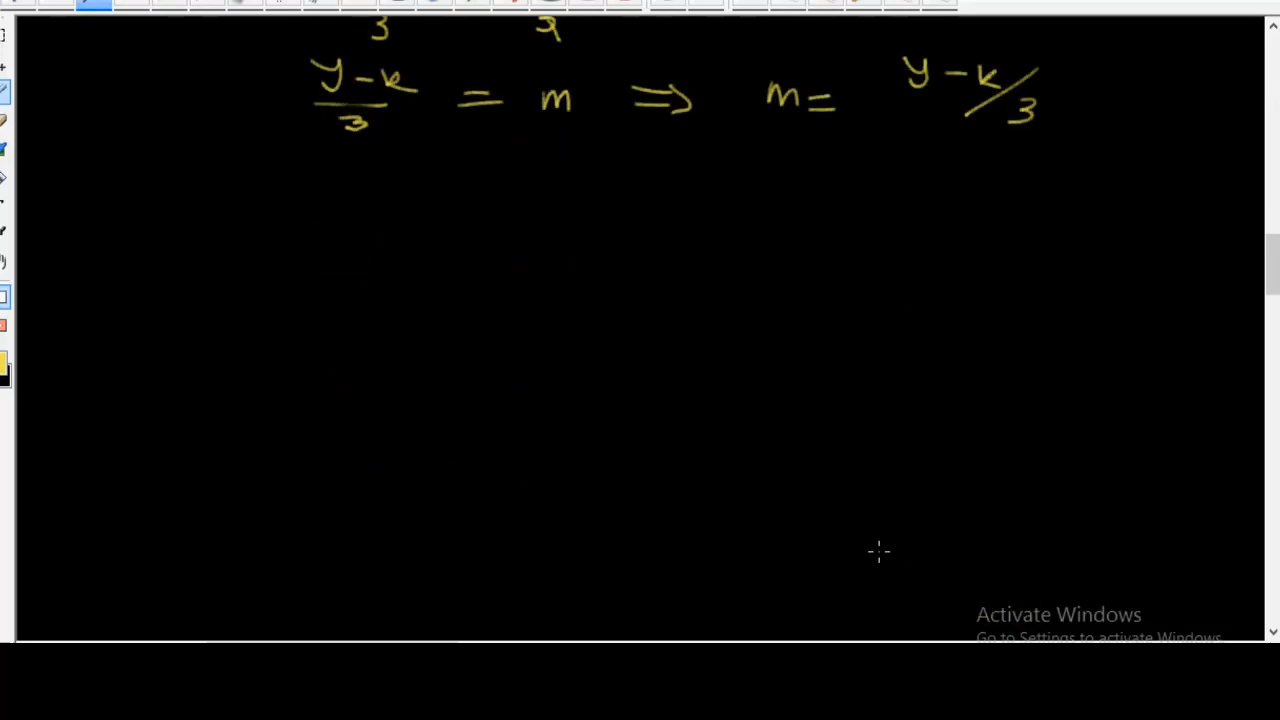 3 2
y - k / 3 = m ⇒ m = y - k / 3
Activate Windows
Go to Settings to activate Windows.